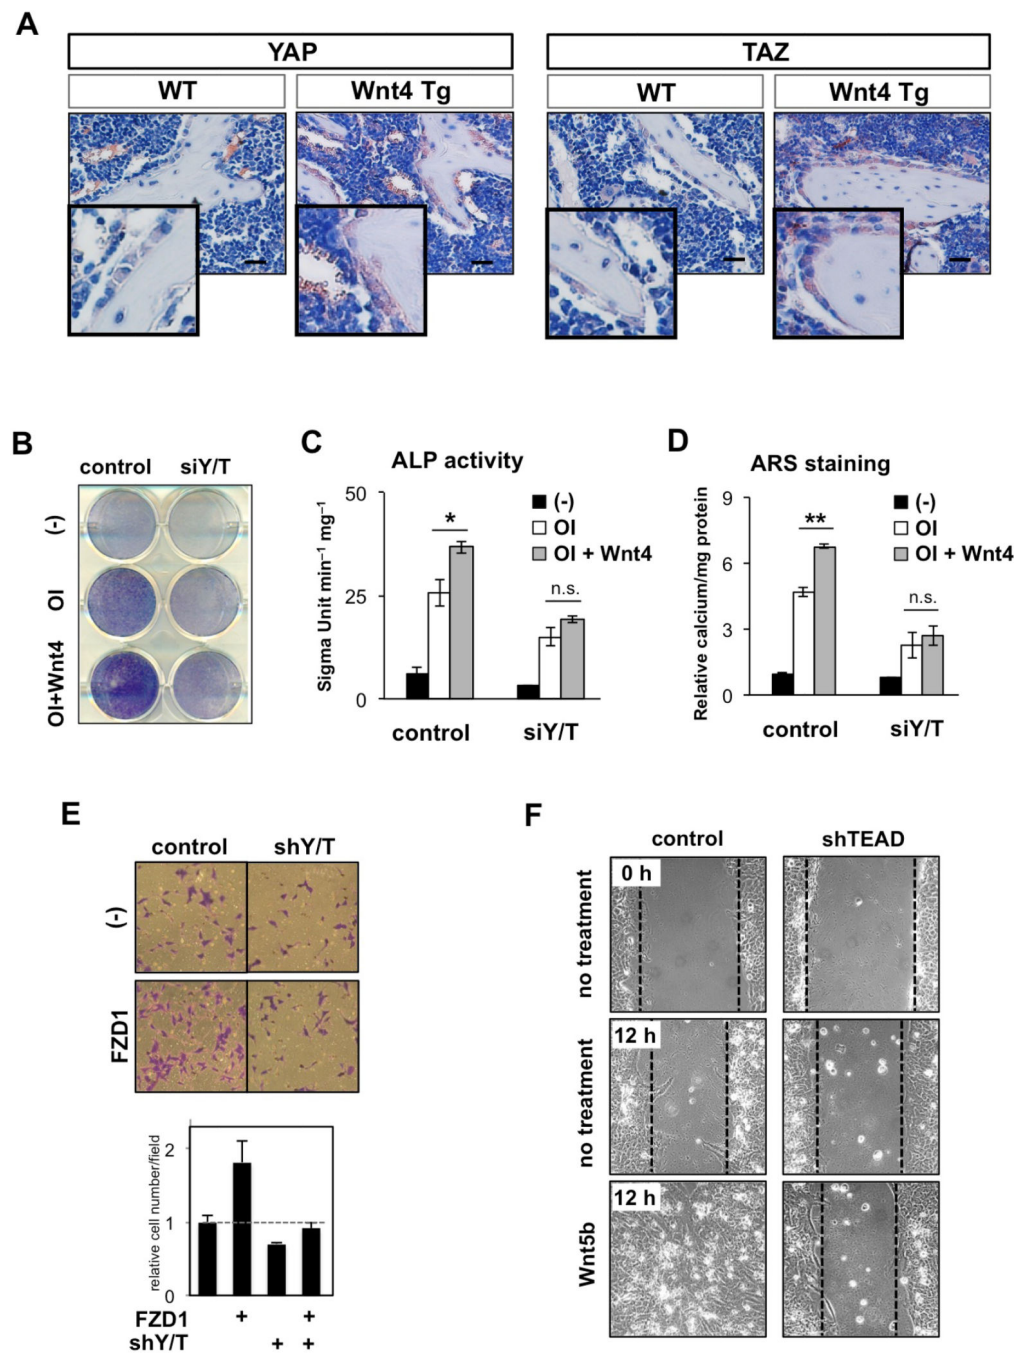 A
YAP
TAZ
WT
Wnt4 Tg
WT
Wnt4 Tg
B
control
siY/T
(-)
OI
OI+Wnt4
C
ALP activity
Sigma Unit min⁻¹ mg⁻¹
50
25
0
*
n.s.
(-)
OI
OI + Wnt4
control
siY/T
D
ARS staining
Relative calcium/mg protein
9
6
3
0
**
n.s.
(-)
OI
OI + Wnt4
control
siY/T
E
control
shY/T
(-)
FZD1
relative cell number/field
2
1
0
FZD1 + +
shY/T + +
F
control
shTEAD
no treatment
0 h
no treatment
12 h
Wnt5b
12 h